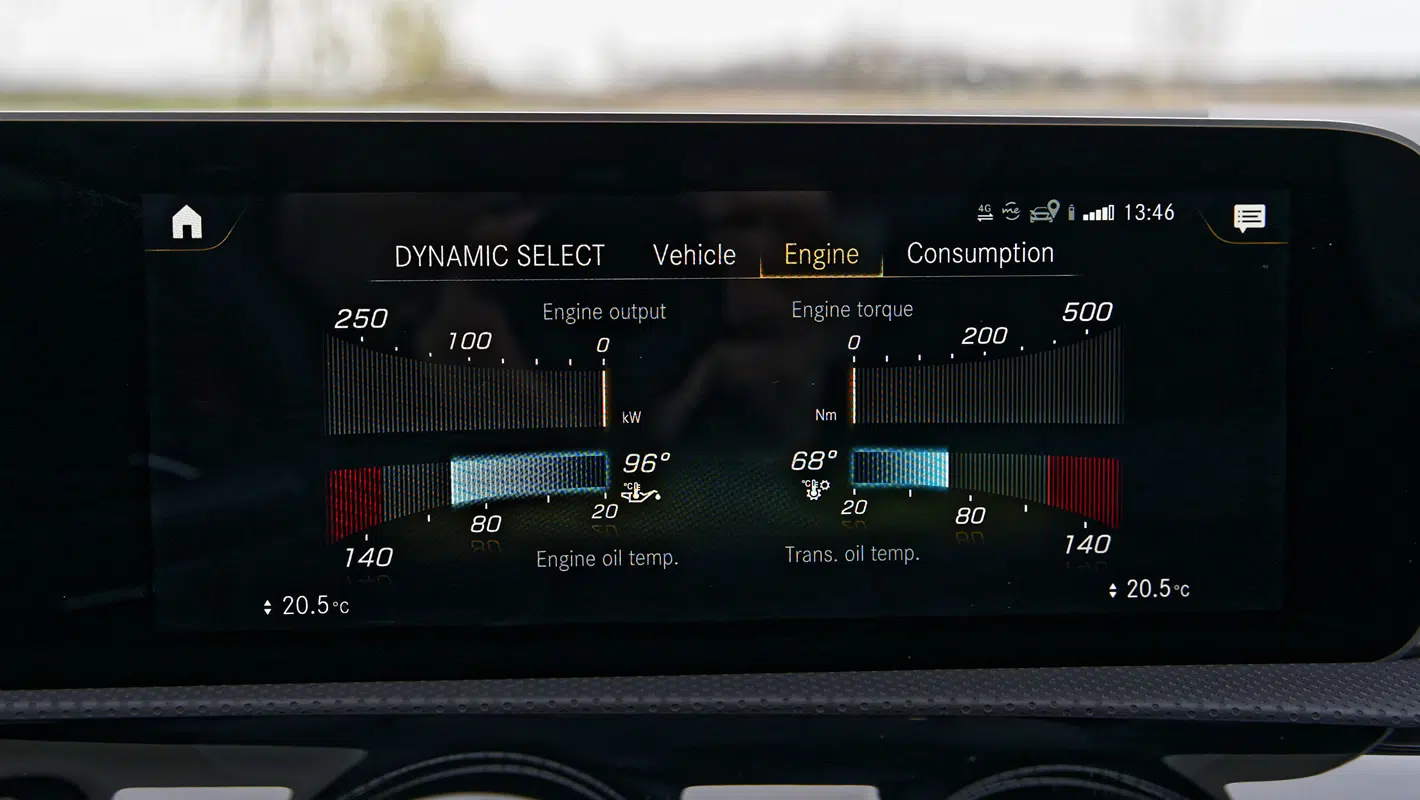 4G me 13:46
DYNAMIC SELECT Vehicle Engine Consumption
Engine output Engine torque
250 100 0 0 200 500
kW Nm
96° 68°
°C °C
140 80 20 20 80 140
Engine oil temp. Trans. oil temp.
20.5°C 20.5°C